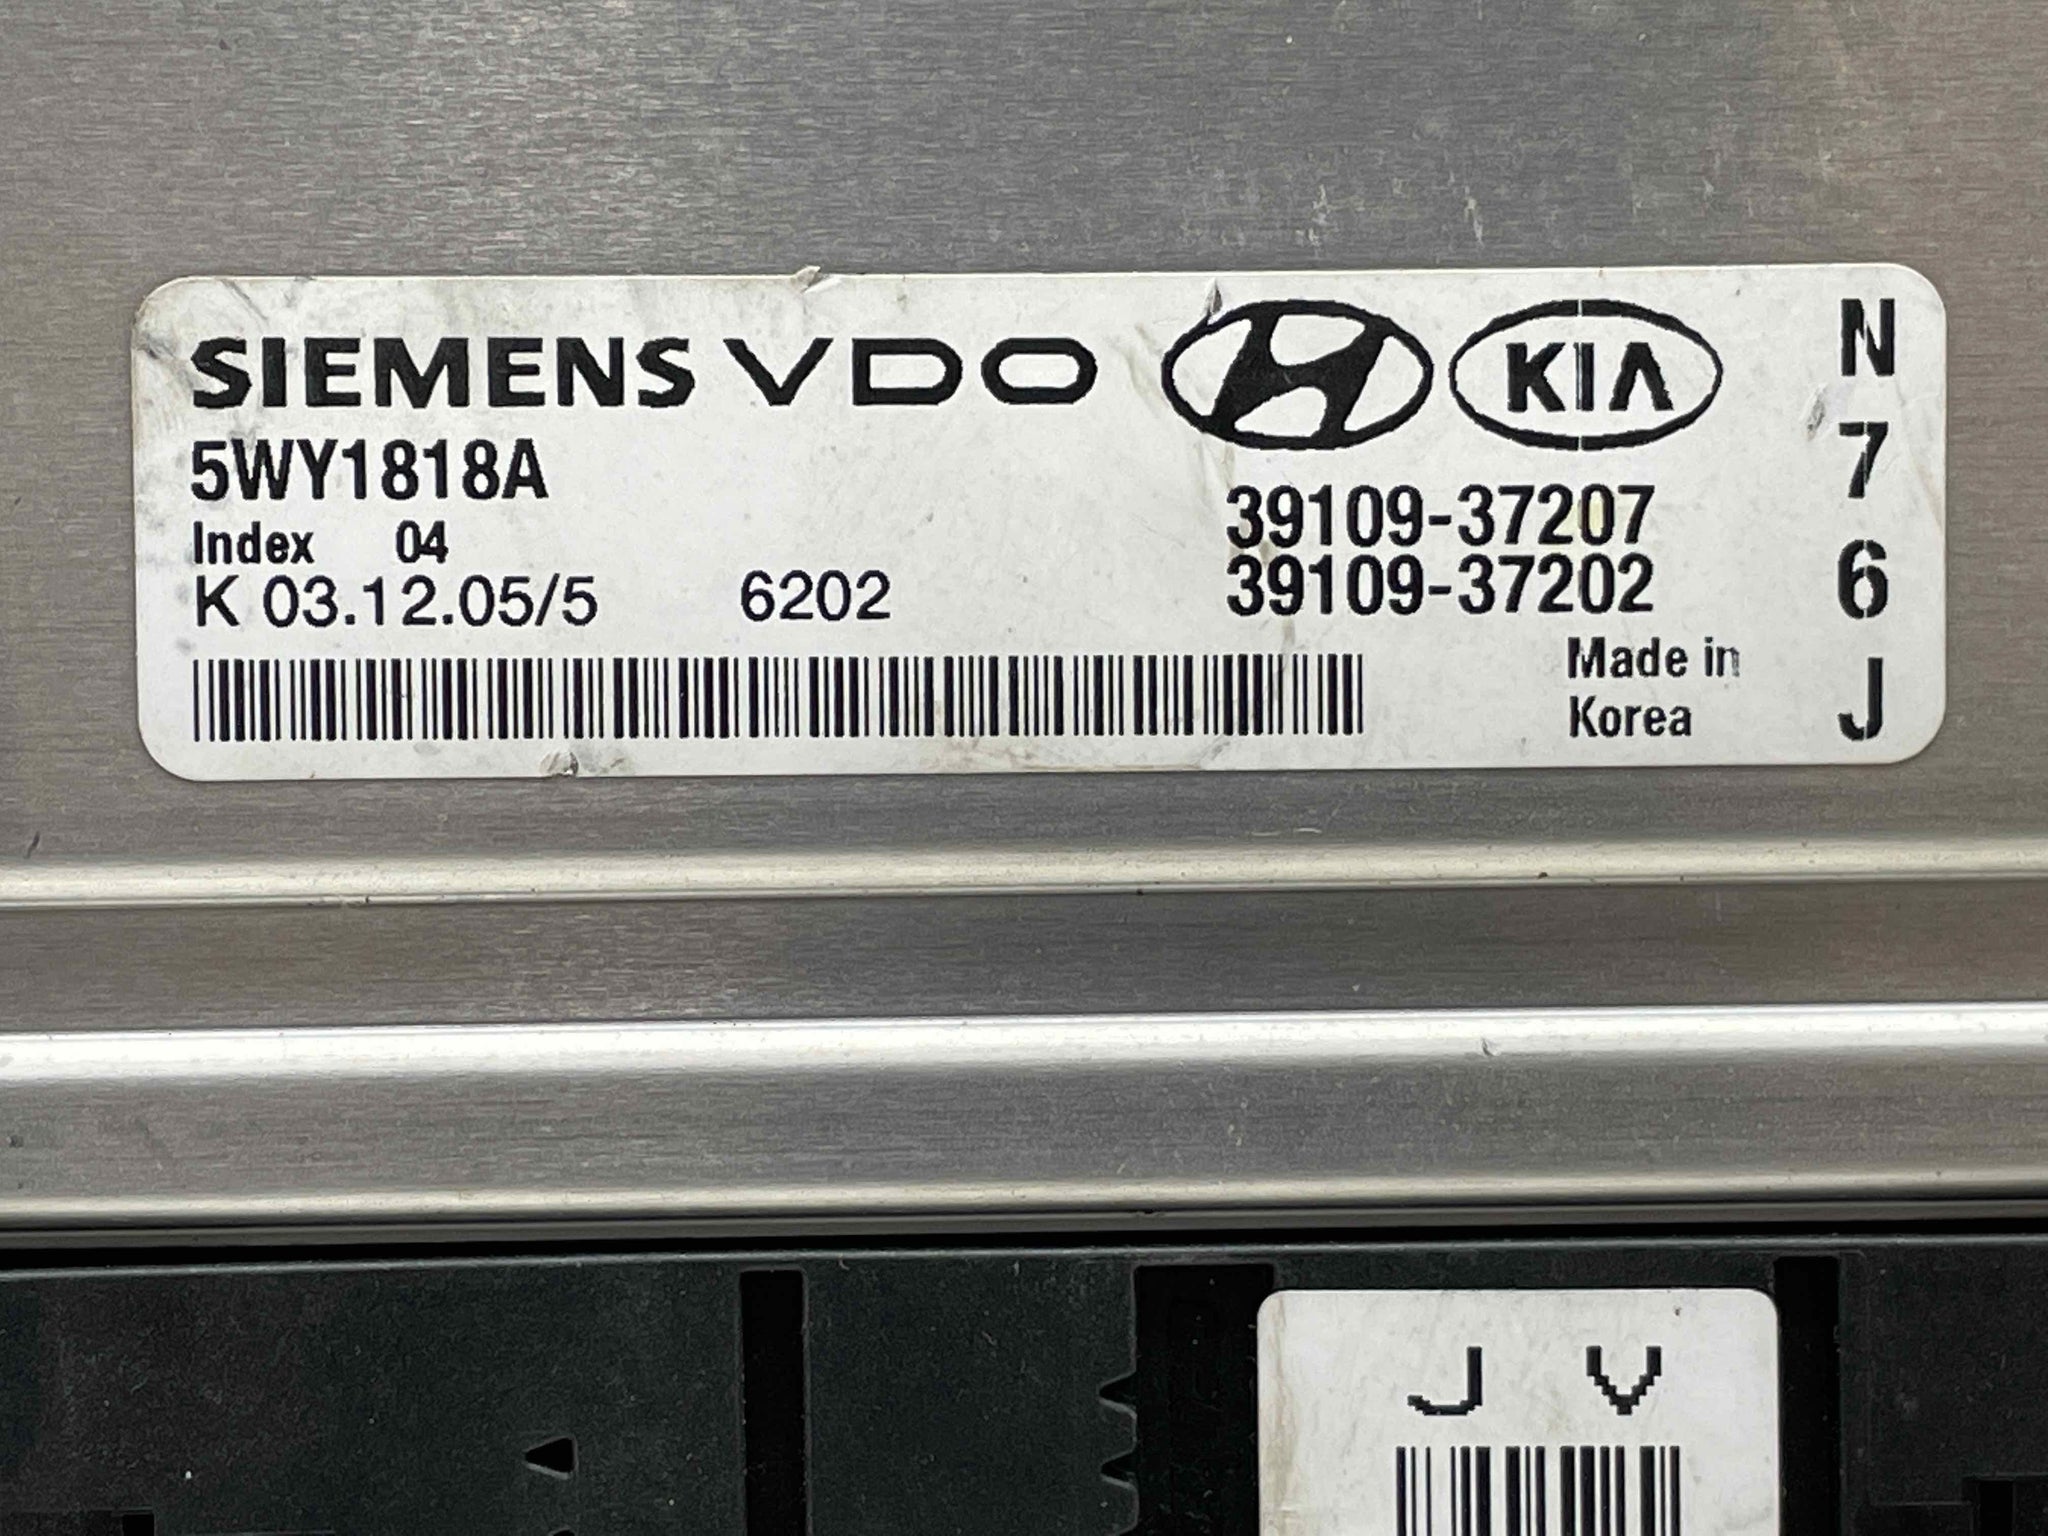 SIEMENS VDO
KIA
5WY1818A
Index 04
K 03.12.05/5 6202
39109-37207
39109-37202
Made in
Korea
N
7
6
J
J V